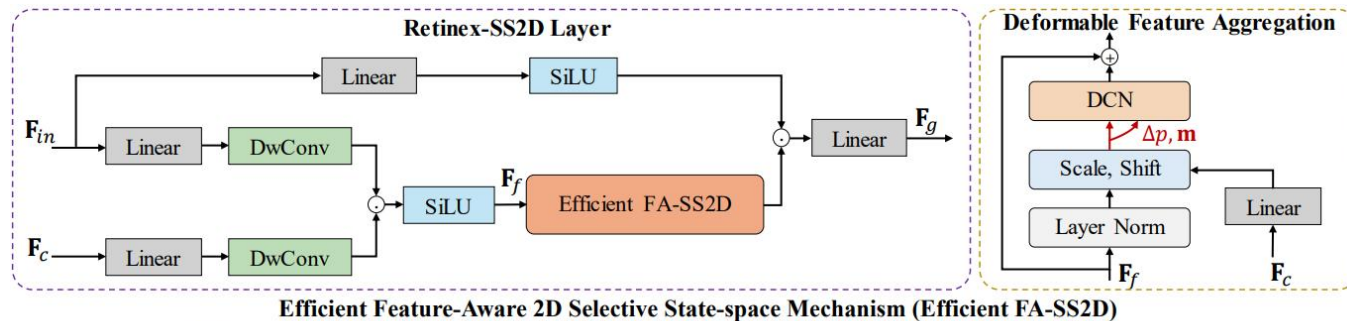 Retinex-SS2D Layer
Linear
SiLU
F_in
Linear
DwConv
F_f
SiLU
Efficient FA-SS2D
Linear
F_g
F_c
Linear
DwConv
Deformable Feature Aggregation
DCN
Δp, m
Scale, Shift
Linear
Layer Norm
F_f
F_c
Efficient Feature-Aware 2D Selective State-space Mechanism (Efficient FA-SS2D)